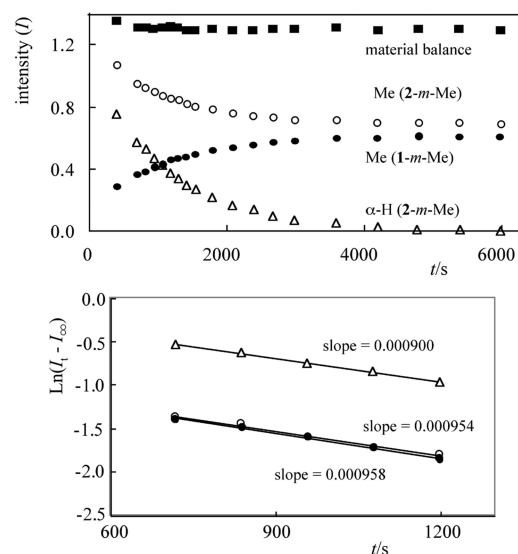 intensity (I)
1.2
0.8
0.4
0.0
material balance
Me (2-m-Me)
Me (1-m-Me)
α-H (2-m-Me)
0
2000
4000
6000
t/s
Ln(It - I∞)
0.0
-0.5
-1.0
-1.5
-2.0
-2.5
slope = 0.000900
slope = 0.000954
slope = 0.000958
600
900
1200
t/s